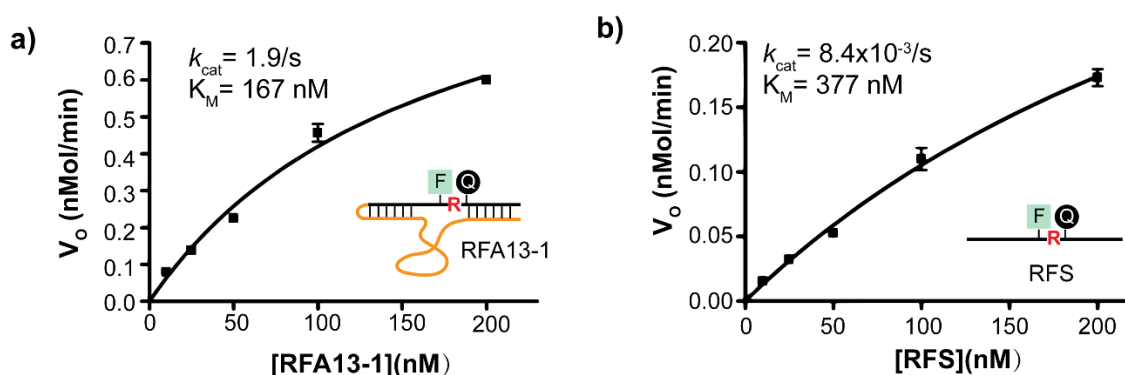 a)
k_cat= 1.9/s
K_M= 167 nM
V_O (nMol/min)
0.7
0.6
0.5
0.4
0.3
0.2
0.1
0.0
F Q
R
RFA13-1
0 50 100 150 200
[RFA13-1](nM)
b)
k_cat= 8.4x10⁻³/s
K_M= 377 nM
V_O (nMol/min)
0.20
0.15
0.10
0.05
0.00
F Q
R
RFS
0 50 100 150 200
[RFS](nM)